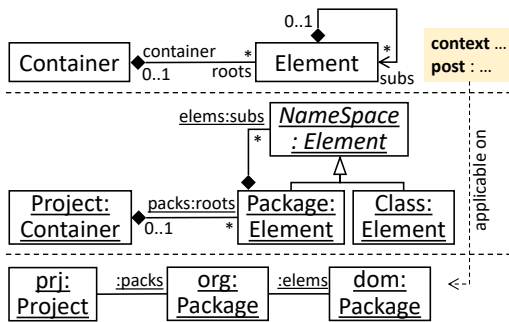 0..1
container
*
*
context ...
Container
Element
post : ...
0..1
roots
subs
NameSpace
elems:subs
: Element
*
applicable on
Project:
packs:roots
Package:
Class:
Container
0..1
*
Element
Element
prj:
:packs
org:
:elems
dom:
Project
Package
Package